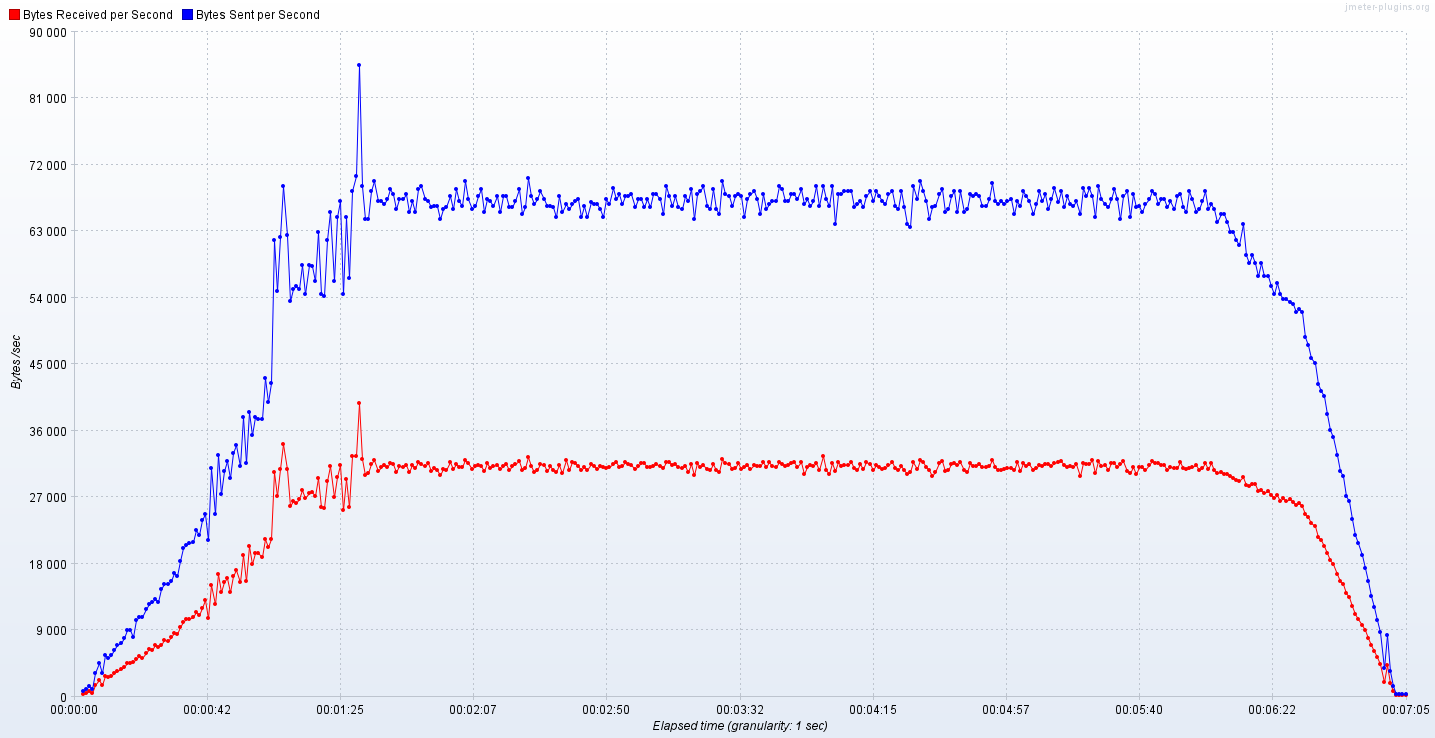 Bytes Received per Second Bytes Sent per Second
jmeter-plugins.org
90 000
81 000
72 000
63 000
54 000
45 000
36 000
27 000
18 000
9 000
0
Bytes /sec
00:00:00 00:00:42 00:01:25 00:02:07 00:02:50 00:03:32 00:04:15 00:04:57 00:05:40 00:06:22 00:07:05
Elapsed time (granularity: 1 sec)